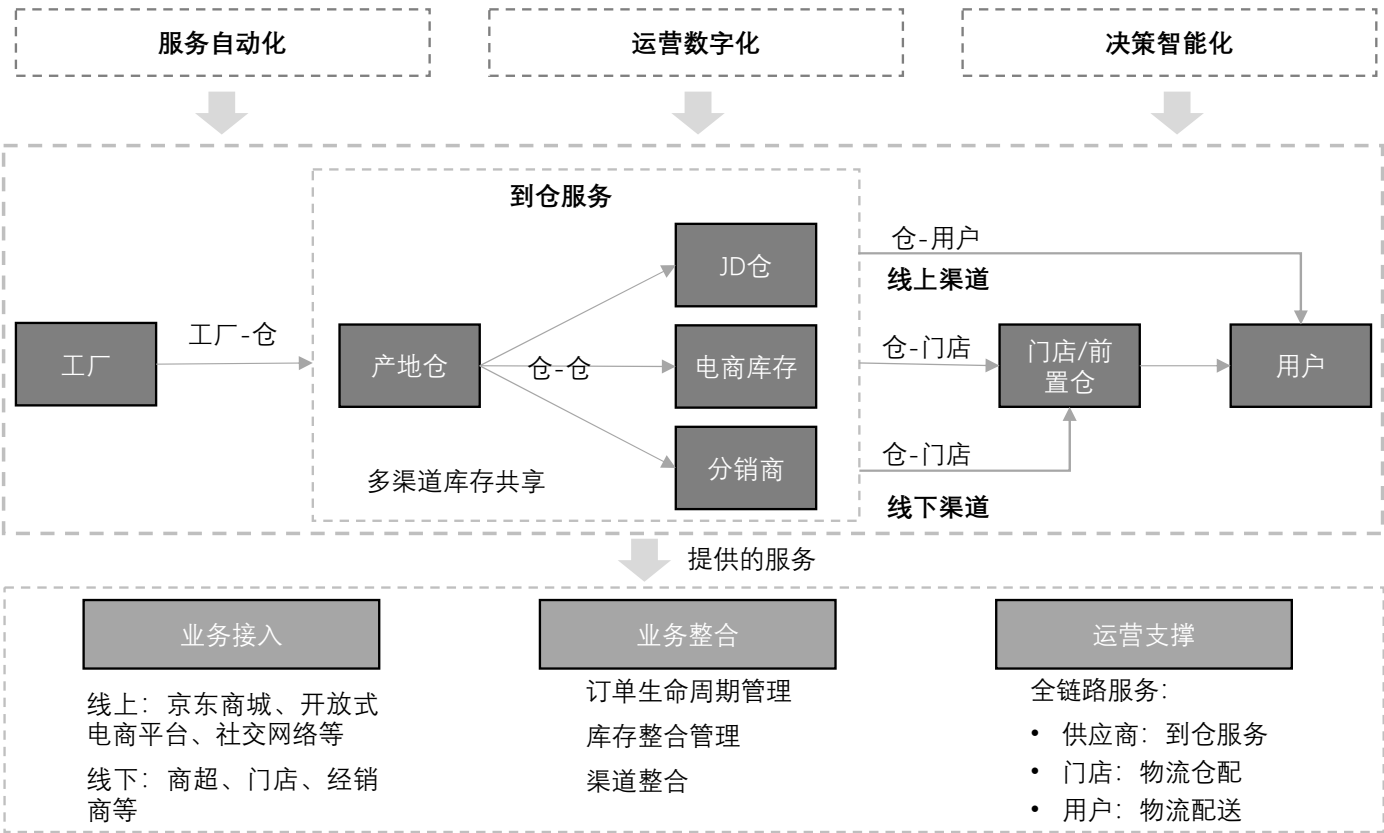 服务自动化
运营数字化
决策智能化
到仓服务
JD仓
仓-用户
线上渠道
工厂
工厂-仓
产地仓
仓-仓
电商库存
仓-门店
门店/前
置仓
用户
分销商
仓-门店
多渠道库存共享
线下渠道
提供的服务
业务接入
线上：京东商城、开放式
电商平台、社交网络等
线下：商超、门店、经销
商等
业务整合
订单生命周期管理
库存整合管理
渠道整合
运营支撑
全链路服务：
• 供应商：到仓服务
• 门店：物流仓配
• 用户：物流配送